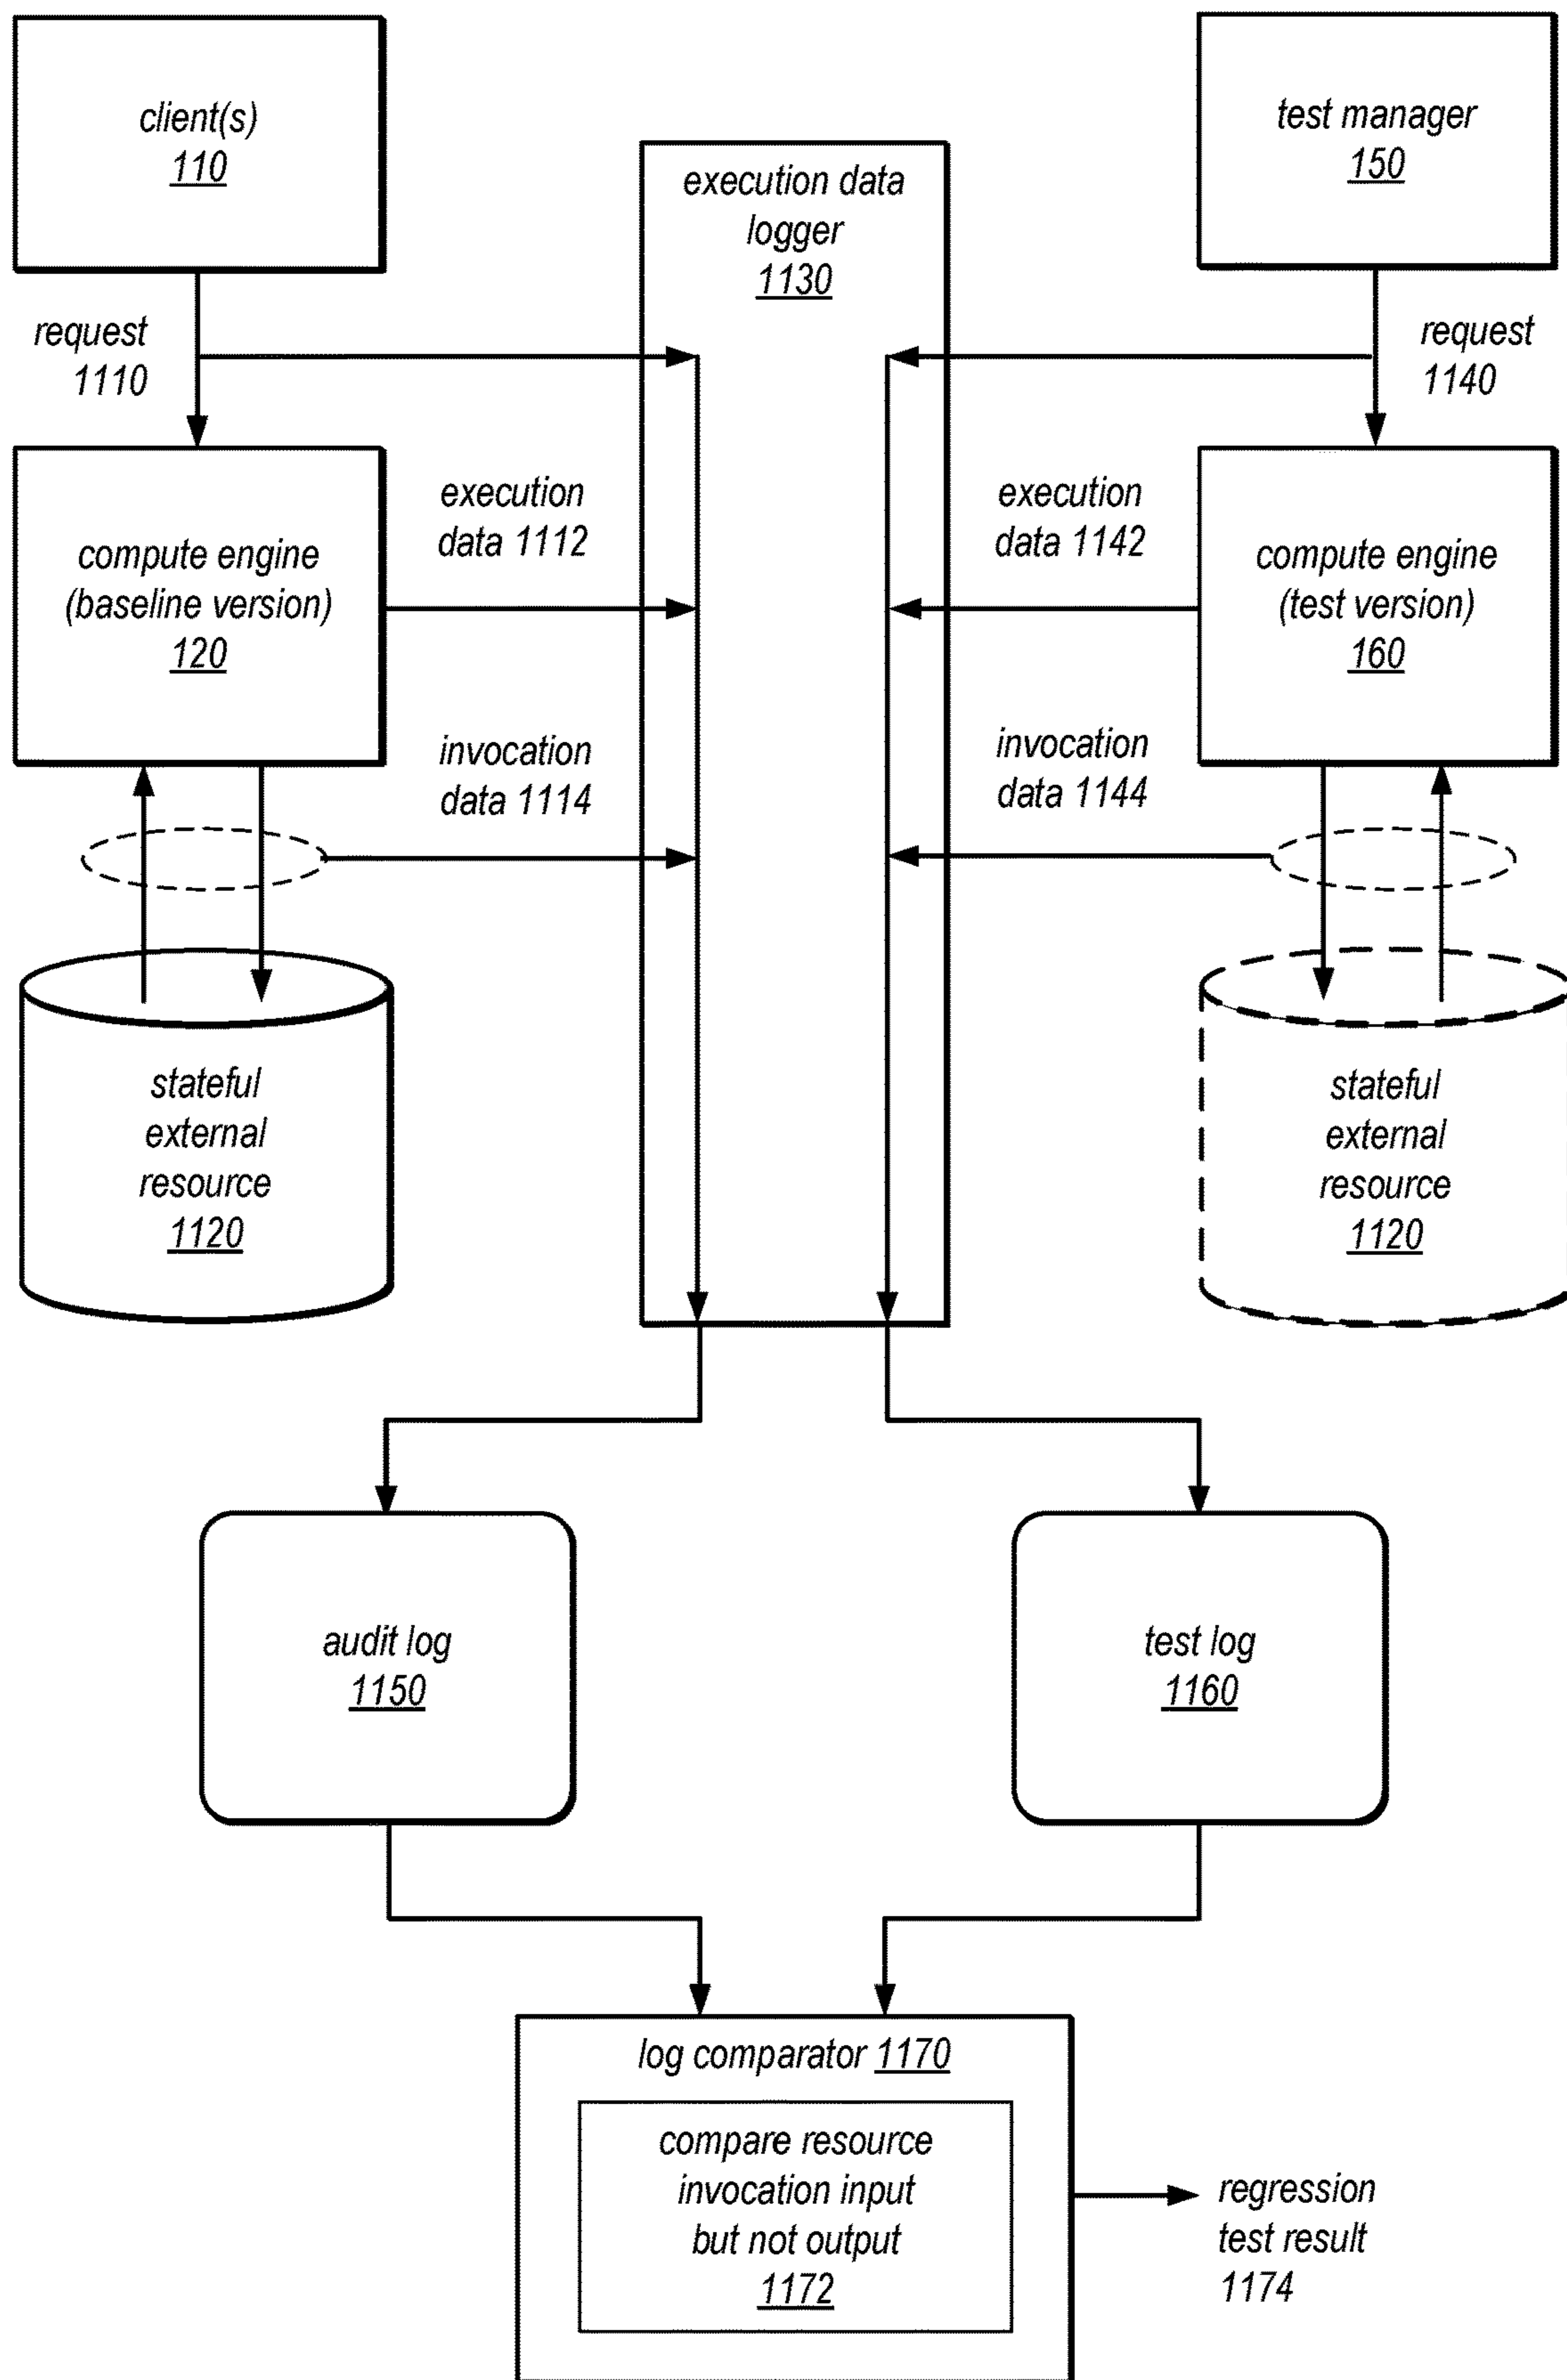 client(s)
110
test manager
150
execution data
logger
1130
request
1110
request
1140
compute engine
(baseline version)
120
execution
data 1112
execution
data 1142
compute engine
(test version)
160
invocation
data 1114
invocation
data 1144
stateful
external
resource
1120
stateful
external
resource
1120
audit log
1150
test log
1160
log comparator 1170
compare resource
invocation input
but not output
1172
regression
test result
1174